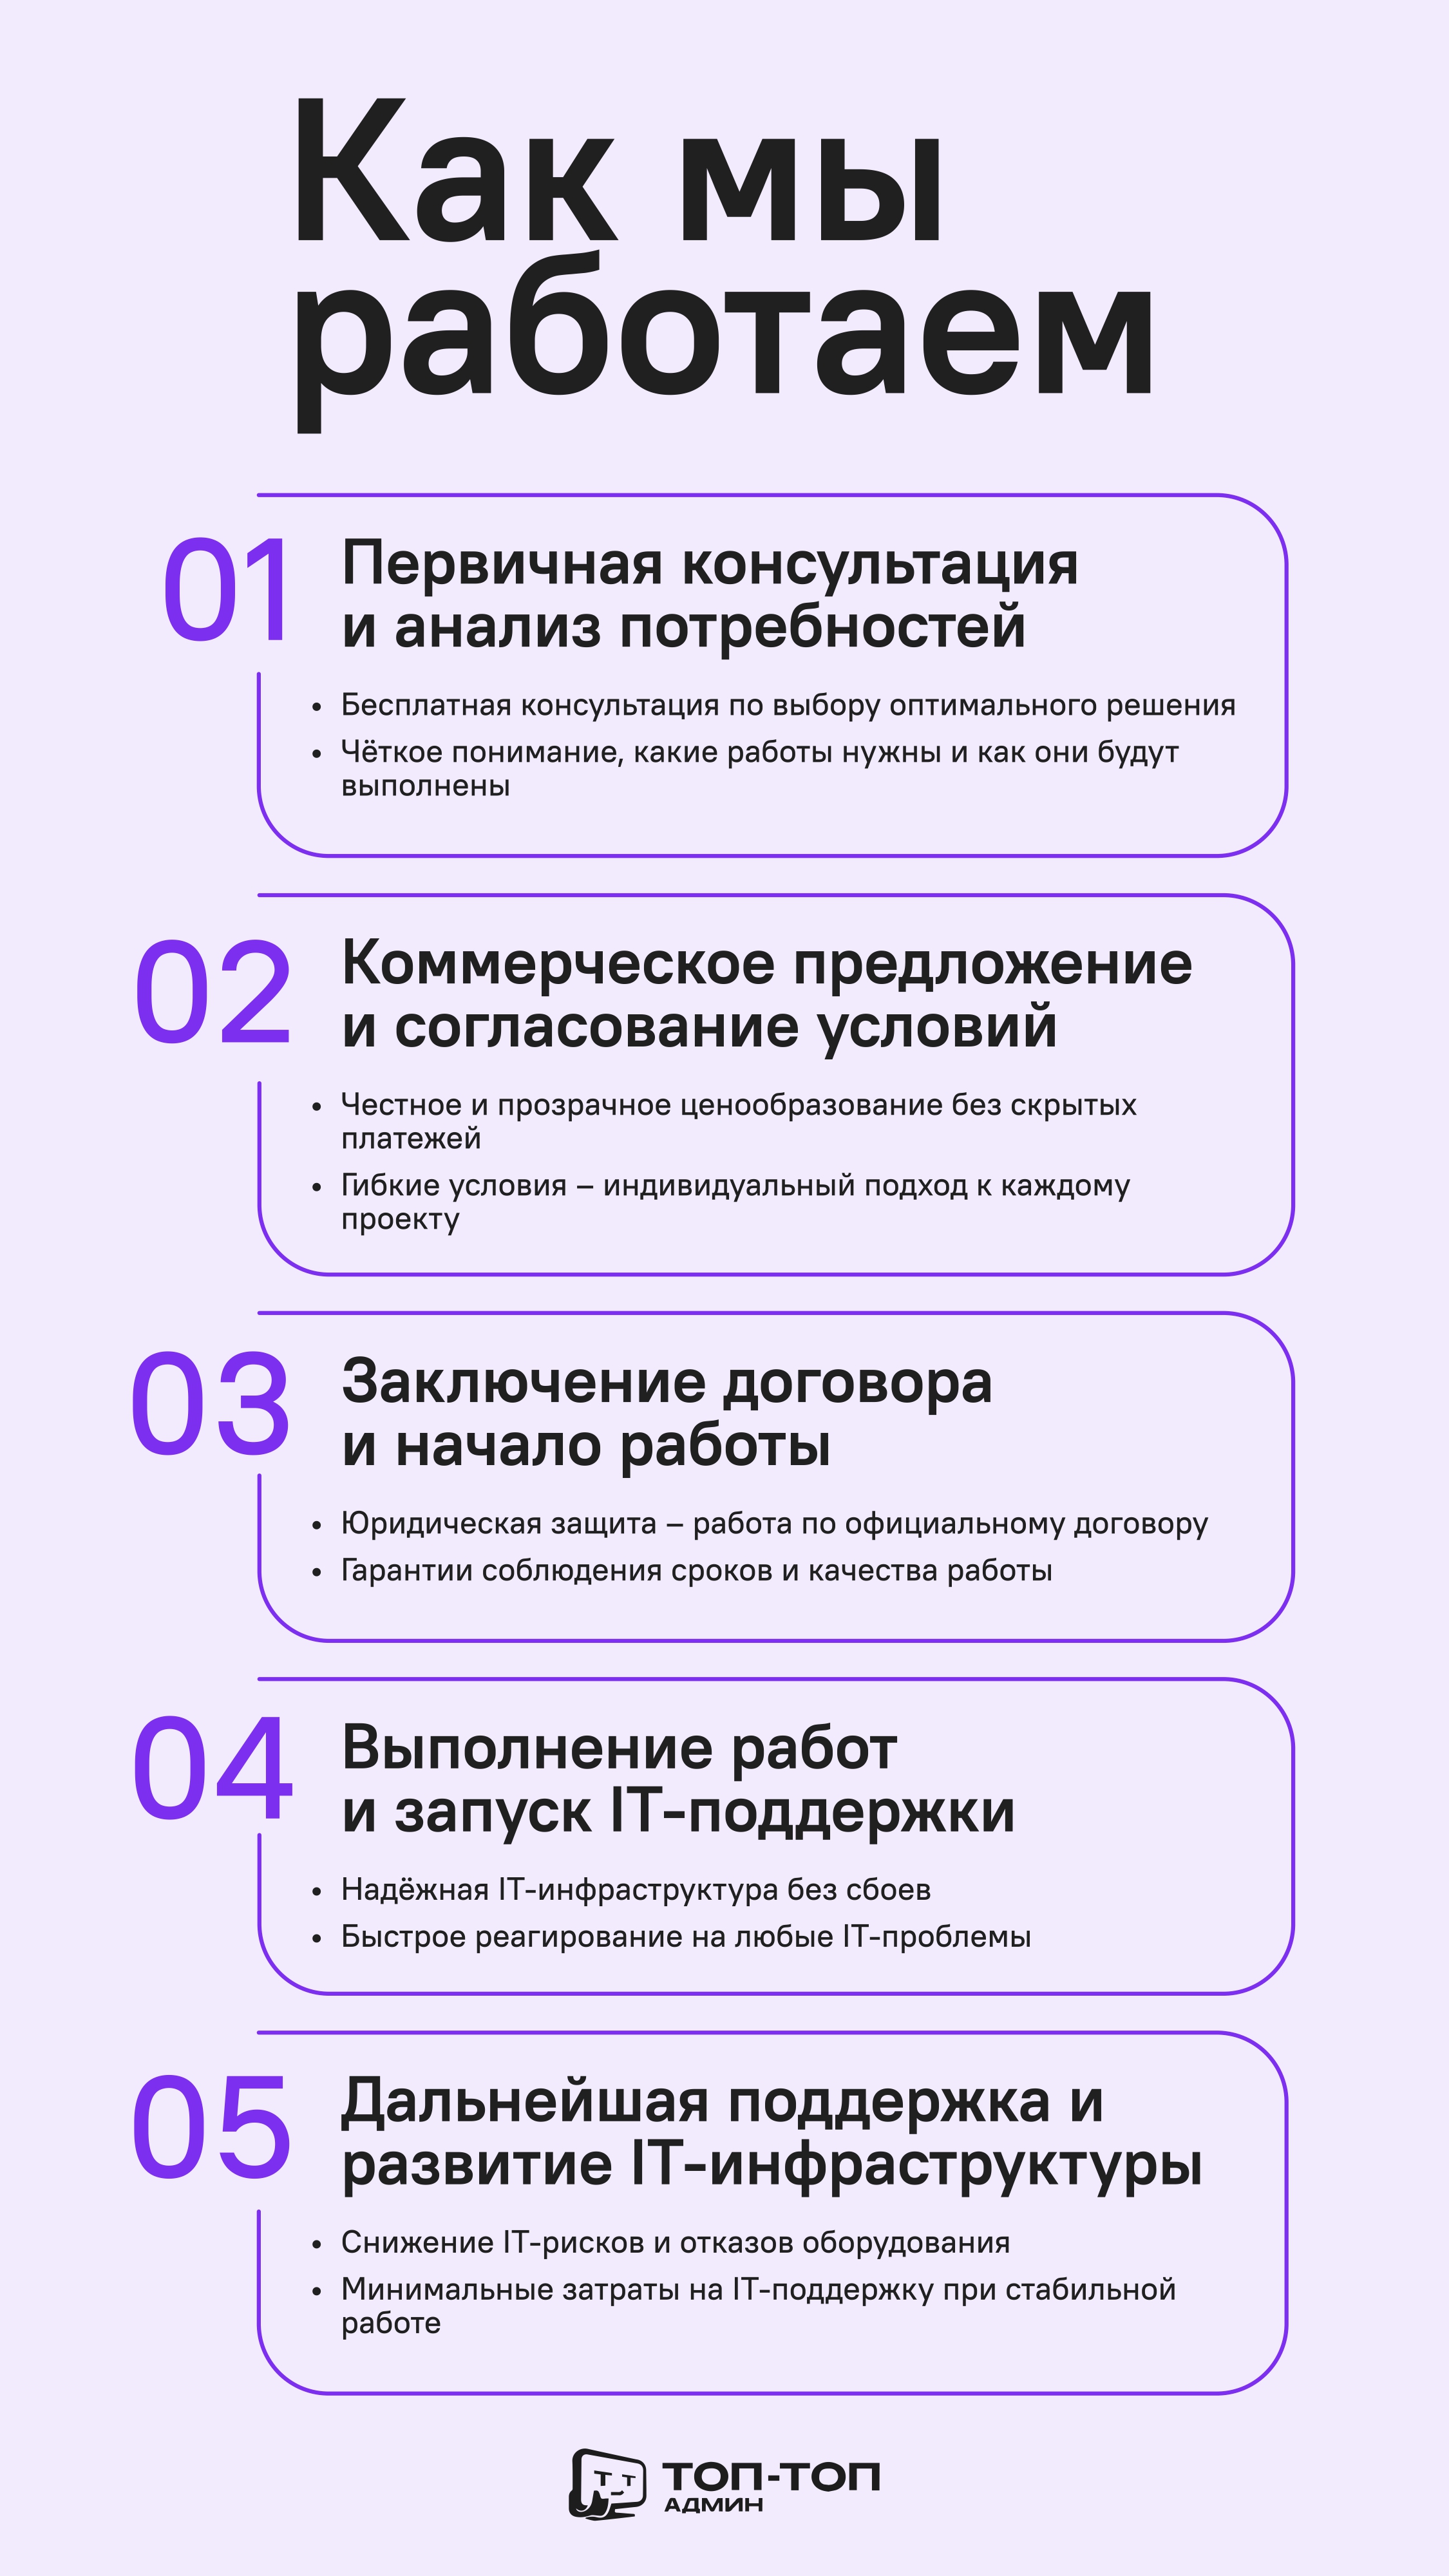 Как мы
работаем
01
Первичная консультация
и анализ потребностей
• Бесплатная консультация по выбору оптимального решения
• Чёткое понимание, какие работы нужны и как они будут
выполнены
02
Коммерческое предложение
и согласование условий
• Честное и прозрачное ценообразование без скрытых
платежей
• Гибкие условия – индивидуальный подход к каждому
проекту
03
Заключение договора
и начало работы
• Юридическая защита – работа по официальному договору
• Гарантии соблюдения сроков и качества работы
04
Выполнение работ
и запуск IT-поддержки
• Надёжная IT-инфраструктура без сбоев
• Быстрое реагирование на любые IT-проблемы
05
Дальнейшая поддержка и
развитие IT-инфраструктуры
• Снижение IT-рисков и отказов оборудования
• Минимальные затраты на IT-поддержку при стабильной
работе
ТОП-ТОП
АДМИН